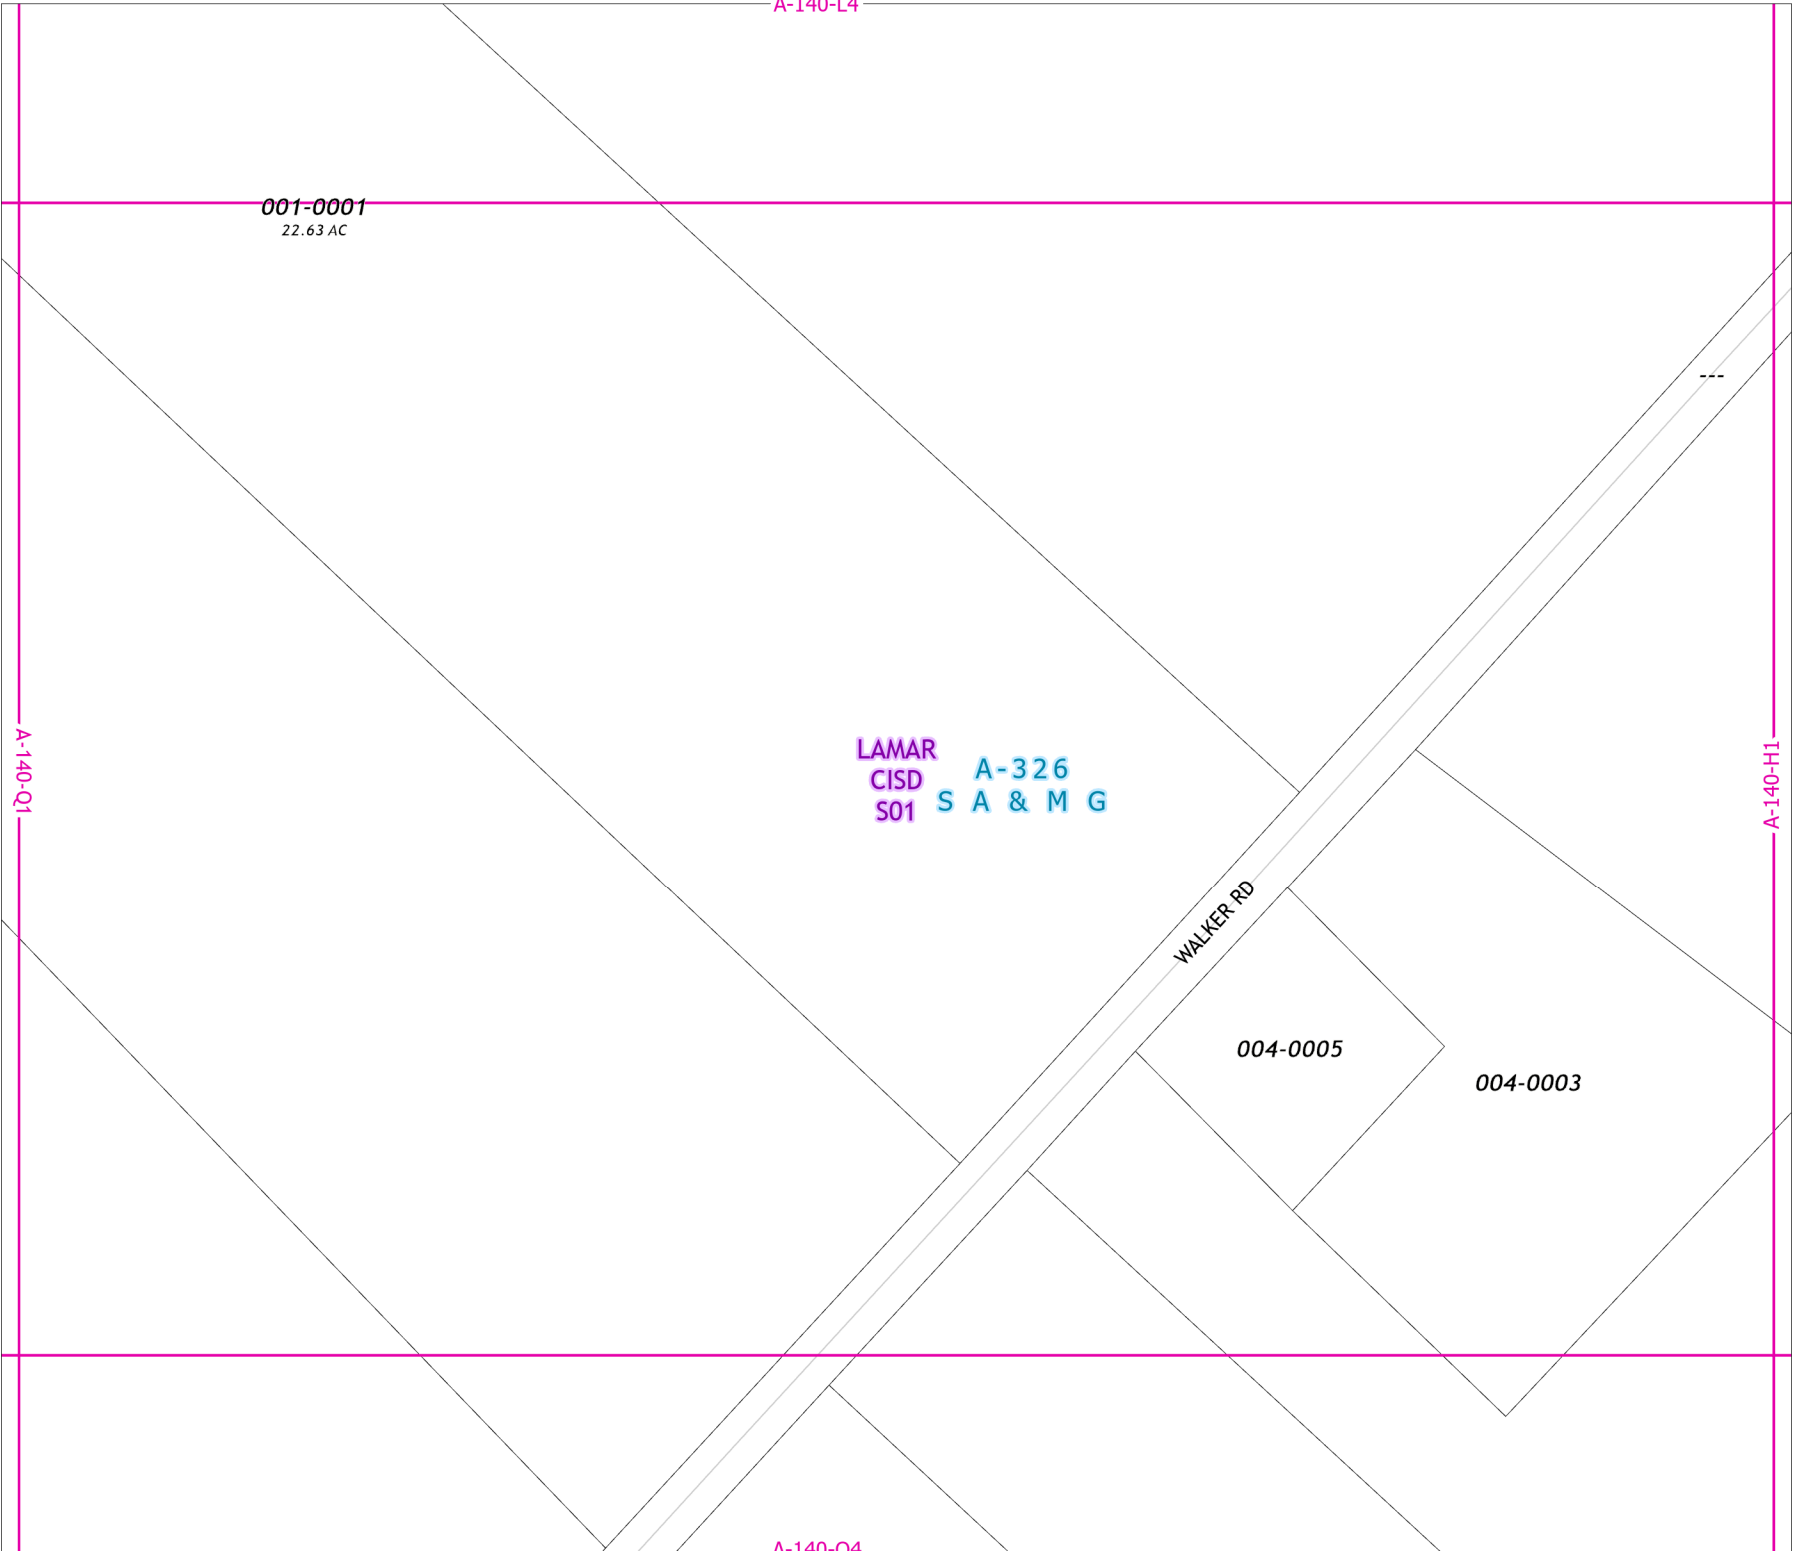 A-140-L4
001-0001
22.63 AC
---
A-140-Q1
LAMAR
CISD
S01
A-326
S A & M G
A-140-H1
WALKER RD
004-0005
004-0003
A-140-Q4